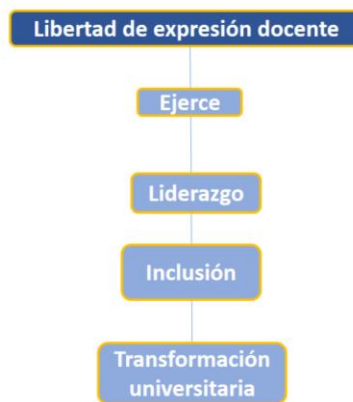 Libertad de expresión docente
Ejerce
Liderazgo
Inclusión
Transformación
universitaria